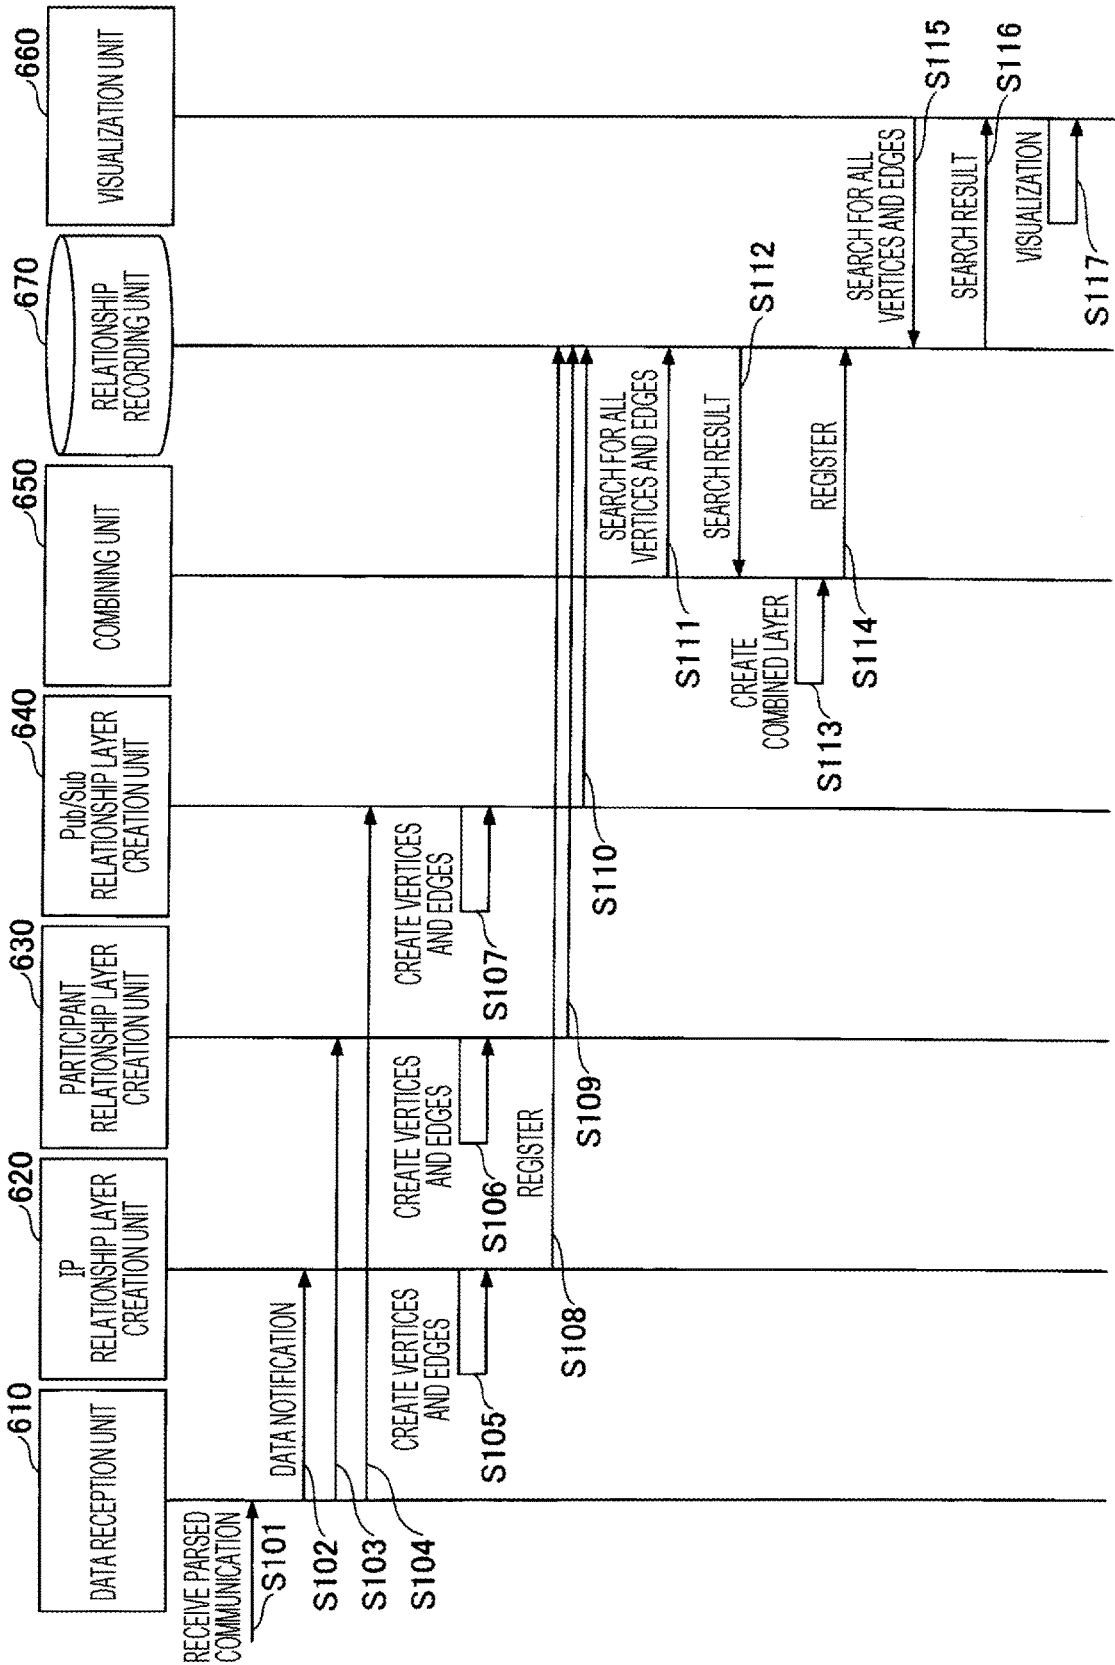 610
DATA RECEPTION UNIT
620
IP
RELATIONSHIP LAYER
CREATION UNIT
630
PARTICIPANT
RELATIONSHIP LAYER
CREATION UNIT
640
Pub/Sub
RELATIONSHIP LAYER
CREATION UNIT
650
COMBINING UNIT
670
RELATIONSHIP
RECORDING UNIT
660
VISUALIZATION UNIT
RECEIVE PARSED
COMMUNICATION
S101
DATA NOTIFICATION
S102
S103
S104
CREATE VERTICES
AND EDGES
S105
CREATE VERTICES
AND EDGES
S106
CREATE VERTICES
AND EDGES
S107
REGISTER
S108
S109
S110
SEARCH FOR ALL
VERTICES AND EDGES
S111
SEARCH RESULT
S112
CREATE
COMBINED LAYER
S113
REGISTER
S114
SEARCH FOR ALL
VERTICES AND EDGES
S115
SEARCH RESULT
S116
VISUALIZATION
S117